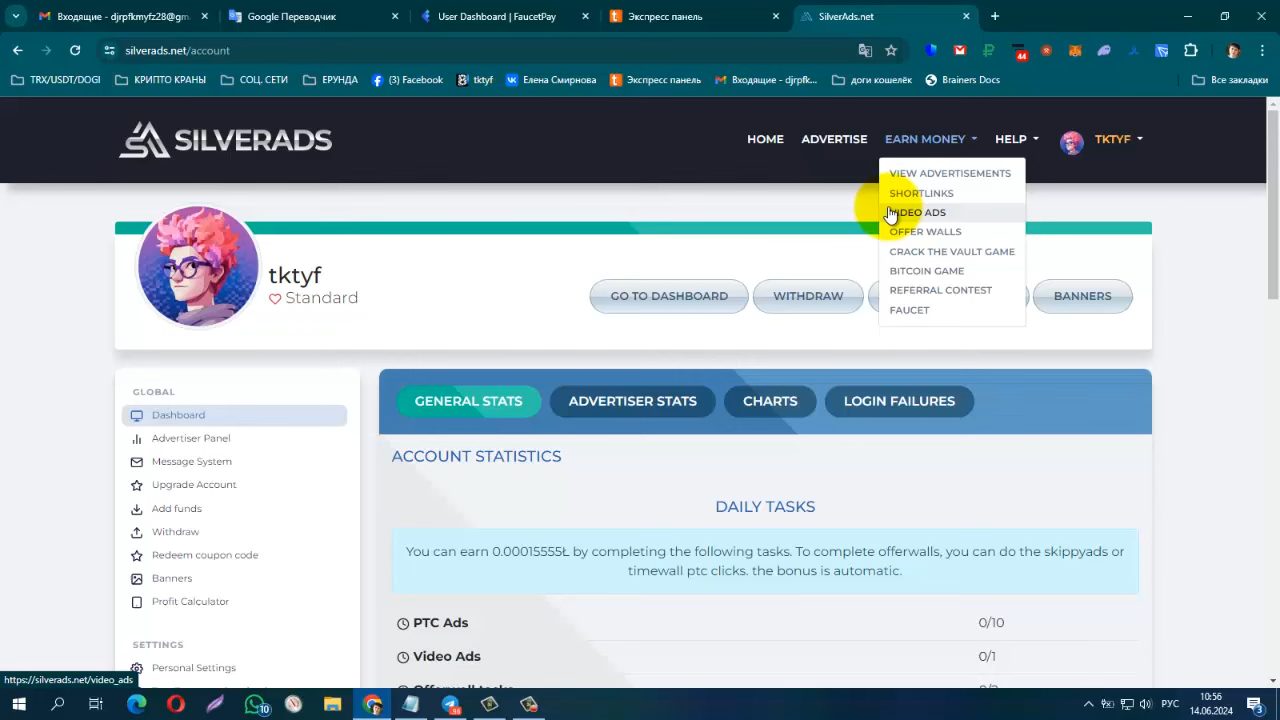 Входящие - djrpfkmyfz28@gm
Google Переводчик
User Dashboard | FaucetPay
Экспресс панель
SilverAds.net
silverads.net/account
44
TRX/USDT/DOGI
КРИПТО КРАНЫ
СОЦ. СЕТИ
ЕРУНДА
(3) Facebook
tktyf
Елена Смирнова
Экспресс панель
Входящие - djrpfk...
доги кошелёк
Brainers Docs
Все закладки
SILVERADS
HOME
ADVERTISE
EARN MONEY
HELP
TKTYF
VIEW ADVERTISEMENTS
SHORTLINKS
VIDEO ADS
OFFER WALLS
CRACK THE VAULT GAME
BITCOIN GAME
REFERRAL CONTEST
FAUCET
tktyf
Standard
GO TO DASHBOARD
WITHDRAW
BANNERS
GLOBAL
Dashboard
Advertiser Panel
Message System
Upgrade Account
Add funds
Withdraw
Redeem coupon code
Banners
Profit Calculator
SETTINGS
Personal Settings
GENERAL STATS
ADVERTISER STATS
CHARTS
LOGIN FAILURES
ACCOUNT STATISTICS
DAILY TASKS
You can earn 0.00015555Ł by completing the following tasks. To complete offerwalls, you can do the skippyads or
timewall ptc clicks. the bonus is automatic.
PTC Ads
0/10
Video Ads
0/1
https://silverads.net/video_ads
10
36
РУС
10:56
14.06.2024